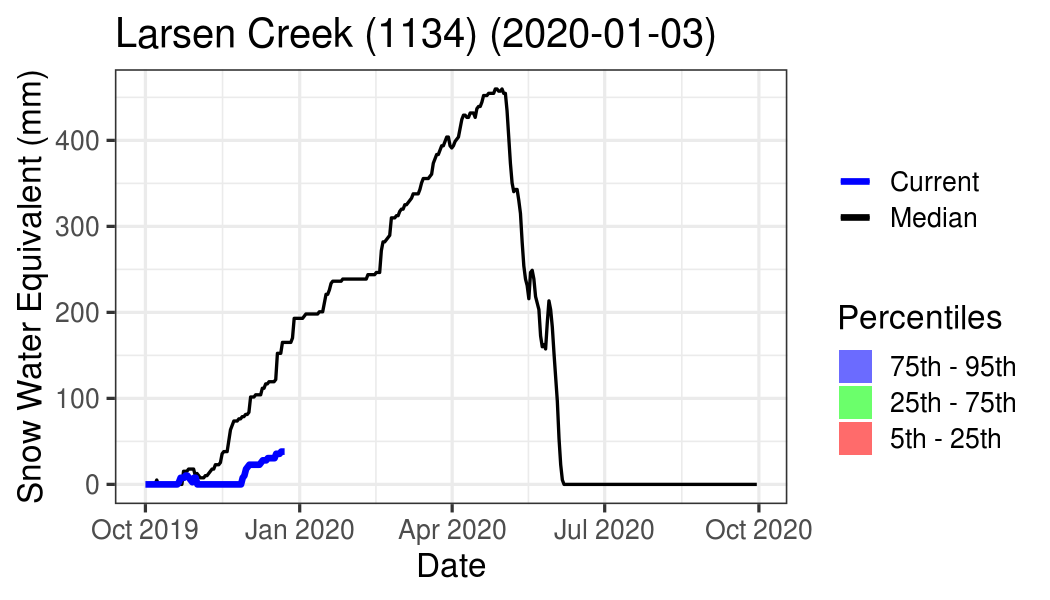 Larsen Creek (1134) (2020-01-03)
Snow Water Equivalent (mm)
400
300
200
100
0
Oct 2019
Jan 2020
Apr 2020
Jul 2020
Oct 2020
Date
Current
Median
Percentiles
75th - 95th
25th - 75th
5th - 25th